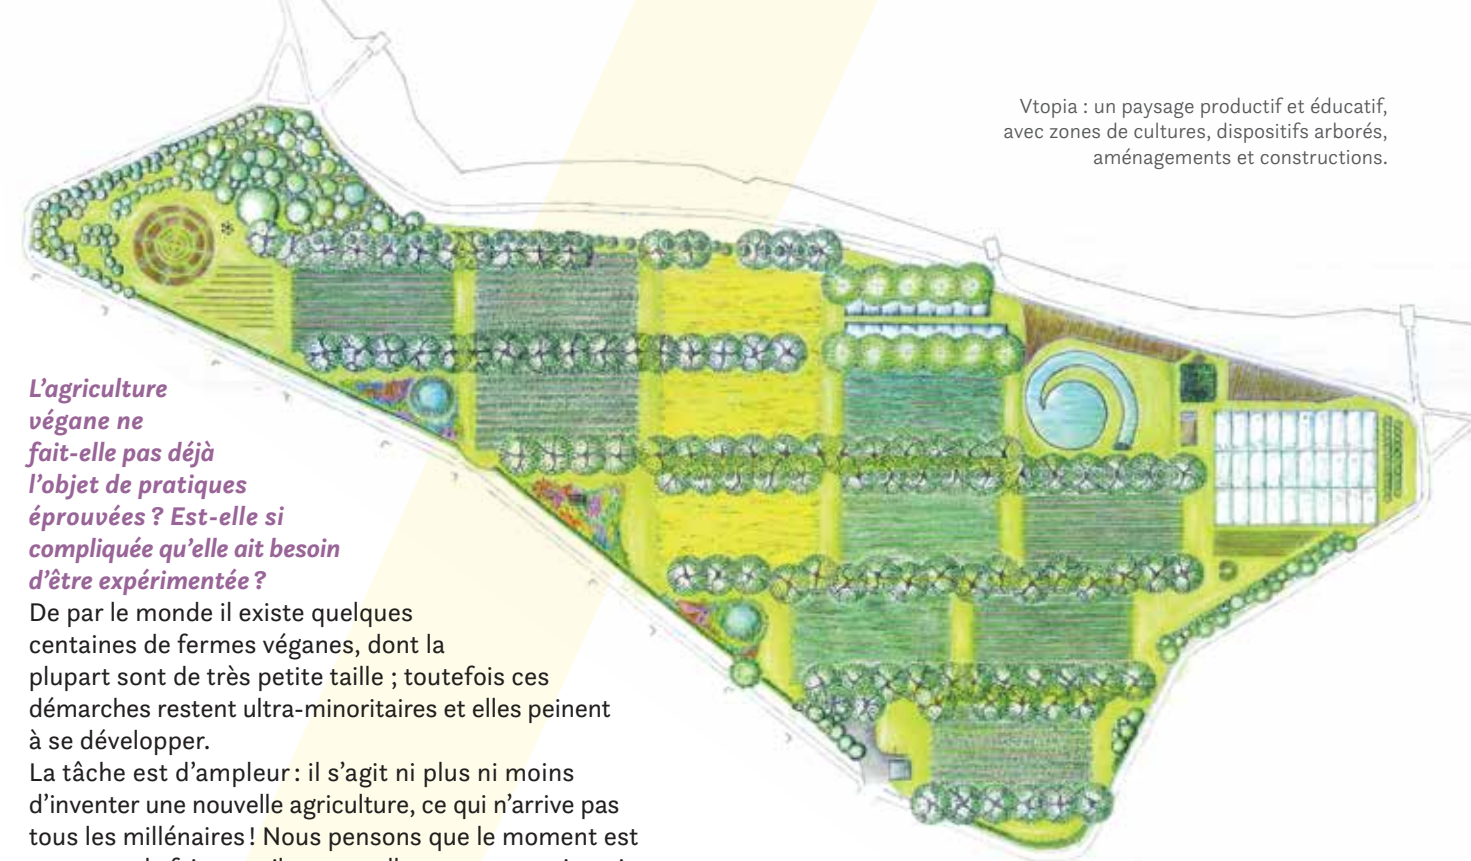 Vtopia : un paysage productif et éducatif,
avec zones de cultures, dispositifs arborés,
aménagements et constructions.
L’agriculture
végane ne
fait-elle pas déjà
l’objet de pratiques
éprouvées ? Est-elle si
compliquée qu’elle ait besoin
d’être expérimentée ?
De par le monde il existe quelques
centaines de fermes véganes, dont la
plupart sont de très petite taille ; toutefois ces
démarches restent ultra-minoritaires et elles peinent
à se développer.
La tâche est d’ampleur : il s’agit ni plus ni moins
d’inventer une nouvelle agriculture, ce qui n’arrive pas
tous les millénaires ! Nous pensons que le moment est